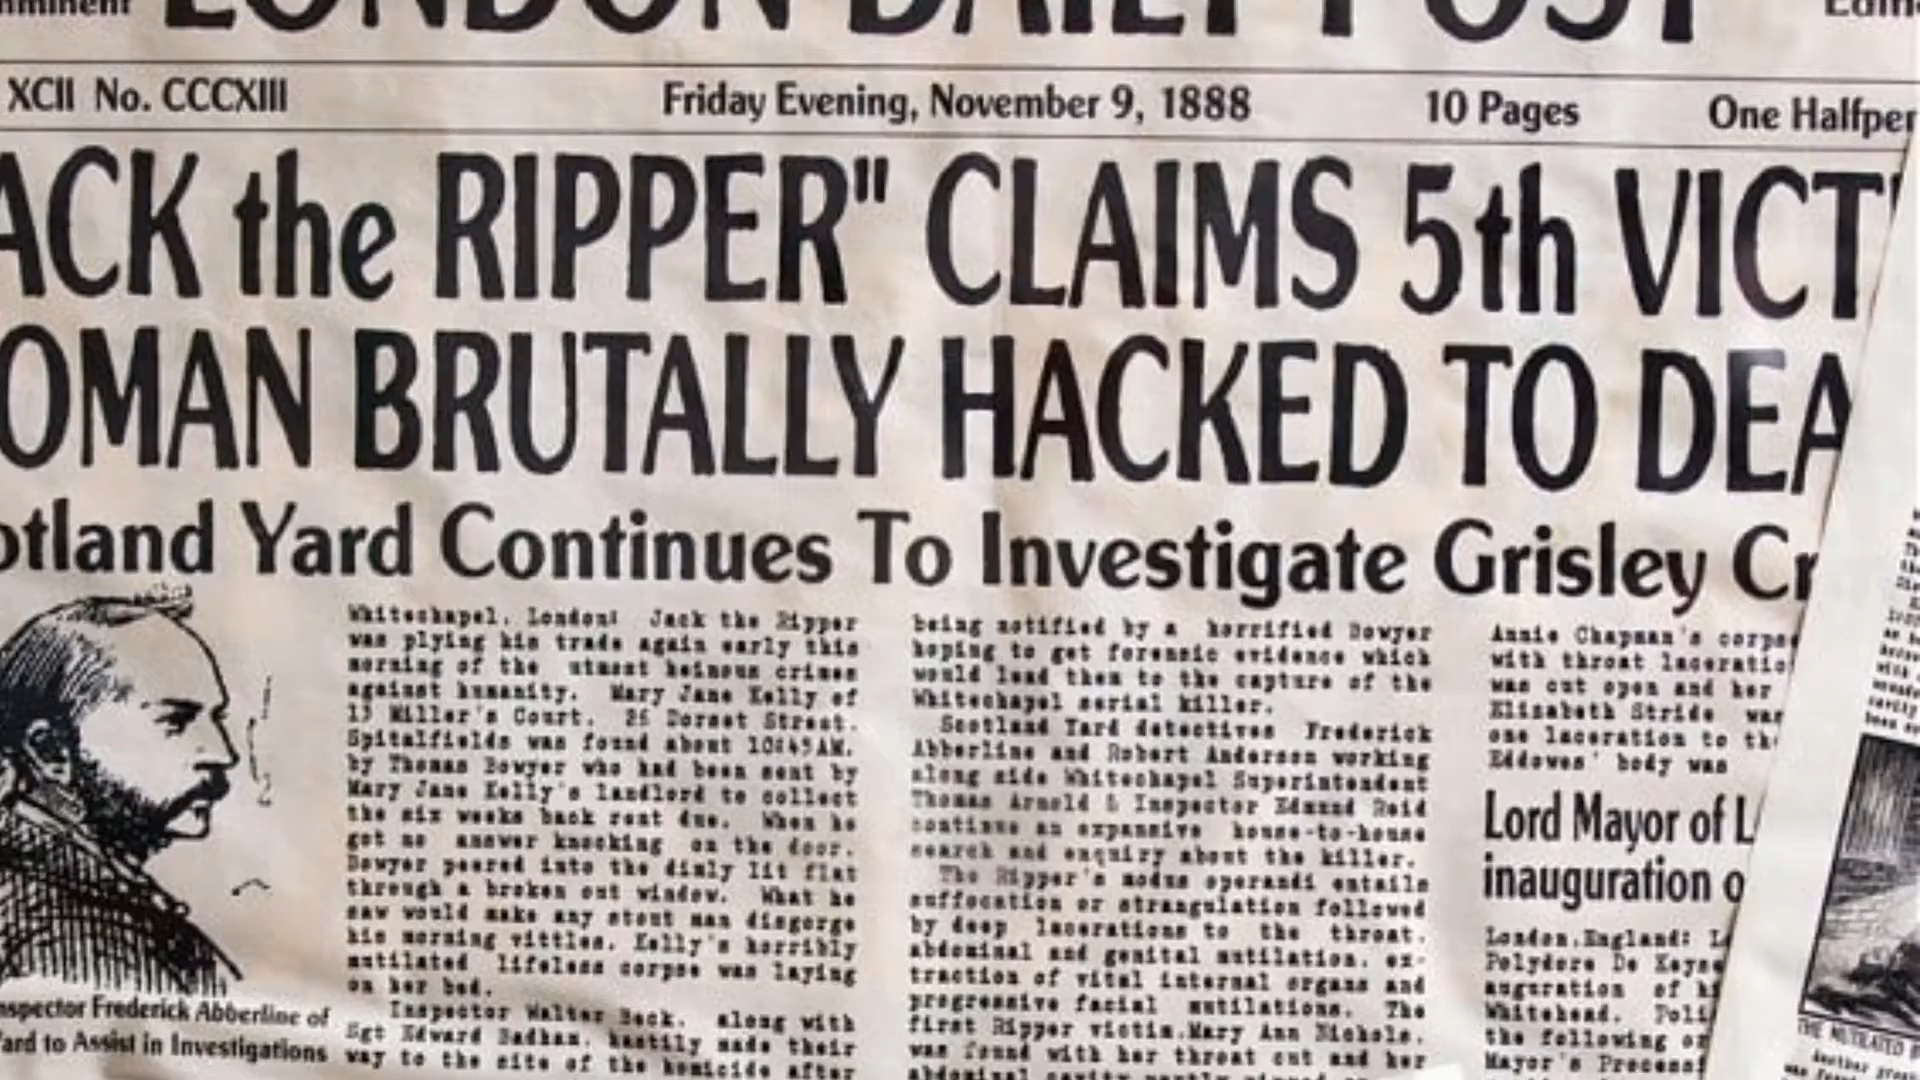 LONDON DAILY POST
XCII No. CCCXIII
Friday Evening, November 9, 1888
10 Pages
One Halfpen
ACK the RIPPER" CLAIMS 5th VICT
OMAN BRUTALLY HACKED TO DEA
otland Yard Continues To Investigate Grisley Cr
nspector Frederick Abberline of
ard to Assist in Investigations
Whitechapel, London: Jack the Ripper
was plying his trade again early this
morning of the utmost heinous crimes
against humanity. Mary Jane Kelly of
13 Miller's Court, 26 Dorset Street,
Spitalfields was found about 10:45AM,
by Thomas Bowyer who had been sent by
Mary Jane Kelly's landlord to collect
the six weeks back rent due. When he
got no answer knocking on the door,
Bowyer peered into the dimly lit flat
through a broken out window. What he
saw would make any stout man disgorge
his morning vittles. Kelly's horribly
mutilated lifeless corpse was laying
on her bed.
Inspector Walter Beck, along with
Sgt Edward Badham, hastily made their
way to the site of the homicide after
being notified by a horrified Bowyer
hoping to get forensic evidence which
would lead them to the capture of the
Whitechapel serial killer.
Scotland Yard detectives Frederick
Abberline and Robert Anderson working
along side Whitechapel Superintendent
Thomas Arnold & Inspector Edmund Reid
continue an expansive house-to-house
search and enquiry about the killer.
The Ripper's modus operandi entails
suffocation or strangulation followed
by deep lacerations to the throat,
abdominal and genital mutilation, ex-
traction of vital internal organs and
progressive facial mutilations. The
first Ripper victim, Mary Ann Nichols,
was found with her throat cut and her
abdominal cavity partly
Annie Chapman's corpse
with throat laceratio
was cut open and her
Elizabeth Stride was
one laceration to th
Eddowes' body was
Lord Mayor of L
inauguration o
London, England: L
Polydore De Keyse
auguration of hi
Whitehead. Poli
the following or
Mayor's Process
THE MUTILATED B